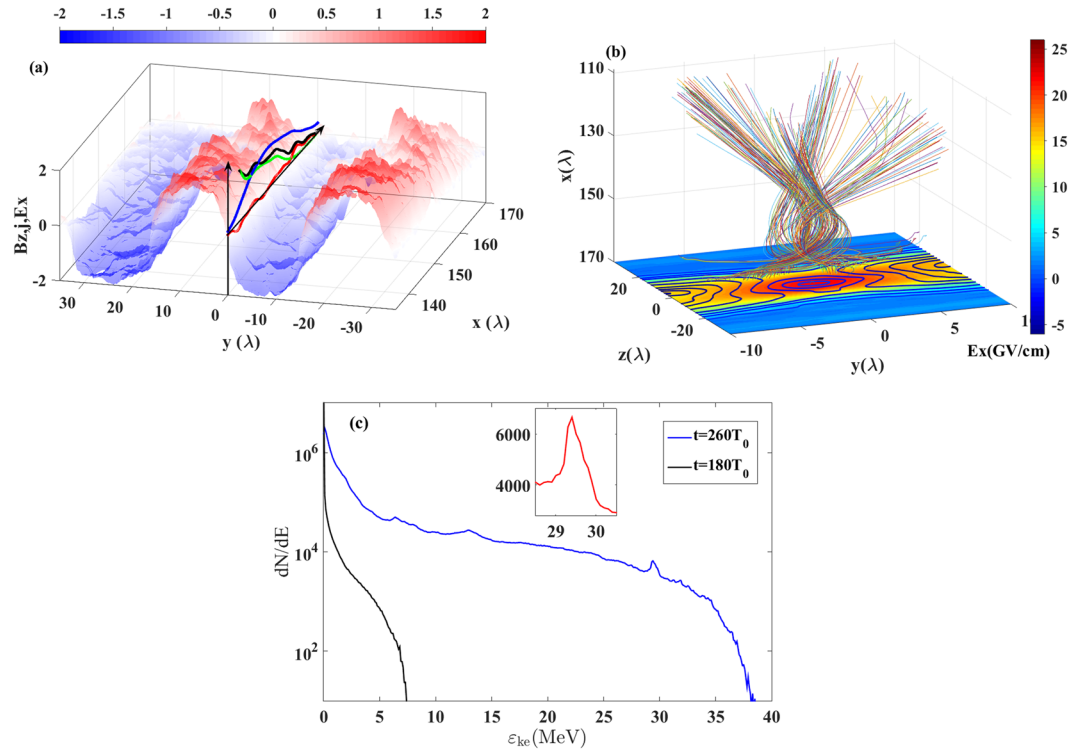 -2 -1.5 -1 -0.5 0 0.5 1 1.5 2
(a)
Bz,j,Ex
2
0
-2
30 20 10 0 -10 -20 -30
y (λ)
140 150 160 170
x (λ)
(b)
110
130
150
170
x(λ)
20
0
-20
z(λ)
-10 -5 0 5 1
y(λ)
25
20
15
10
5
0
-5
Ex(GV/cm)
(c)
6000
4000
29 30
t=260T0
t=180T0
10^6
10^4
10^2
dN/dE
0 5 10 15 20 25 30 35 40
εke(MeV)